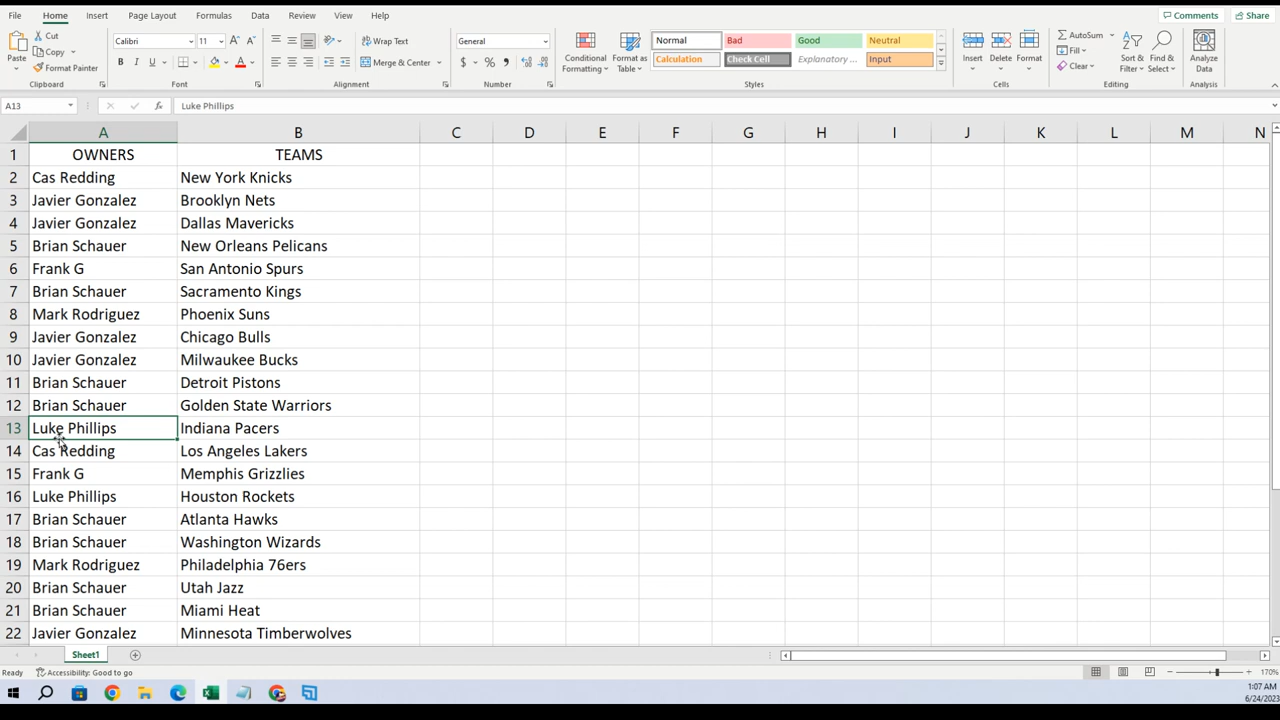 File Home Insert Page Layout Formulas Data Review View Help Comments Share
Cut Calibri 11 Wrap Text General Normal Bad Good Neutral AutoSum
Copy Fill
Paste Format Painter B I U Merge & Center $ % Conditional Formatting Format as Table Calculation Check Cell Explanatory ... Input Insert Delete Format Clear Sort & Filter Find & Select Analyze Data
Clipboard Font Alignment Number Styles Cells Editing Analysis
A13 fx Luke Phillips
A B C D E F G H I J K L M N
1 OWNERS TEAMS
2 Cas Redding New York Knicks
3 Javier Gonzalez Brooklyn Nets
4 Javier Gonzalez Dallas Mavericks
5 Brian Schauer New Orleans Pelicans
6 Frank G San Antonio Spurs
7 Brian Schauer Sacramento Kings
8 Mark Rodriguez Phoenix Suns
9 Javier Gonzalez Chicago Bulls
10 Javier Gonzalez Milwaukee Bucks
11 Brian Schauer Detroit Pistons
12 Brian Schauer Golden State Warriors
13 Luke Phillips Indiana Pacers
14 Cas Redding Los Angeles Lakers
15 Frank G Memphis Grizzlies
16 Luke Phillips Houston Rockets
17 Brian Schauer Atlanta Hawks
18 Brian Schauer Washington Wizards
19 Mark Rodriguez Philadelphia 76ers
20 Brian Schauer Utah Jazz
21 Brian Schauer Miami Heat
22 Javier Gonzalez Minnesota Timberwolves
Sheet1
Ready Accessibility: Good to go 170%
1:07 AM
6/24/2023